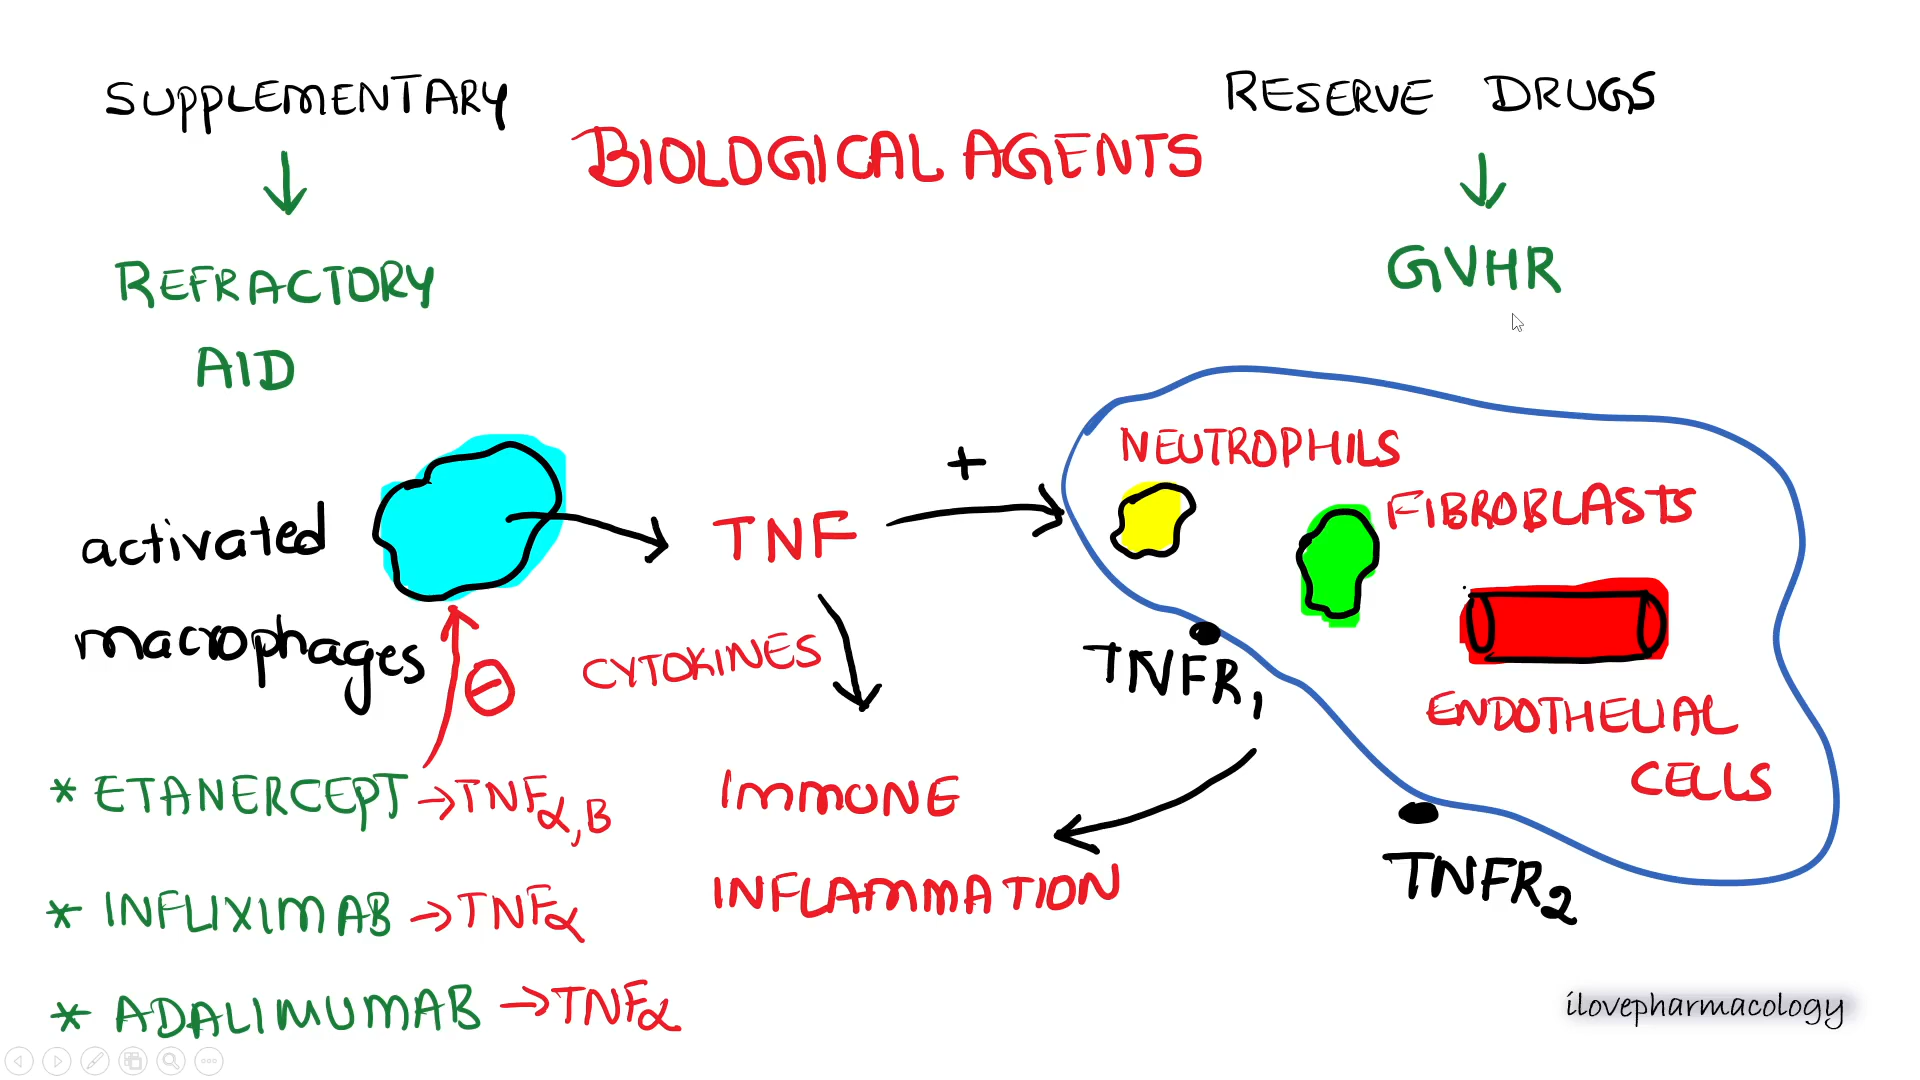 SUPPLEMENTARY
REFRACTORY
AID
BIOLOGICAL AGENTS
RESERVE DRUGS
GVHR
activated
macrophages
TNF
+
CYTOKINES
IMMUNE
INFLAMMATION
NEUTROPHILS
FIBROBLASTS
ENDOTHELIAL
CELLS
TNFR1
TNFR2
* ETANERCEPT → TNFα,B
* INFLIXIMAB → TNFα
* ADALIMUMAB → TNFα
ilovepharmacology